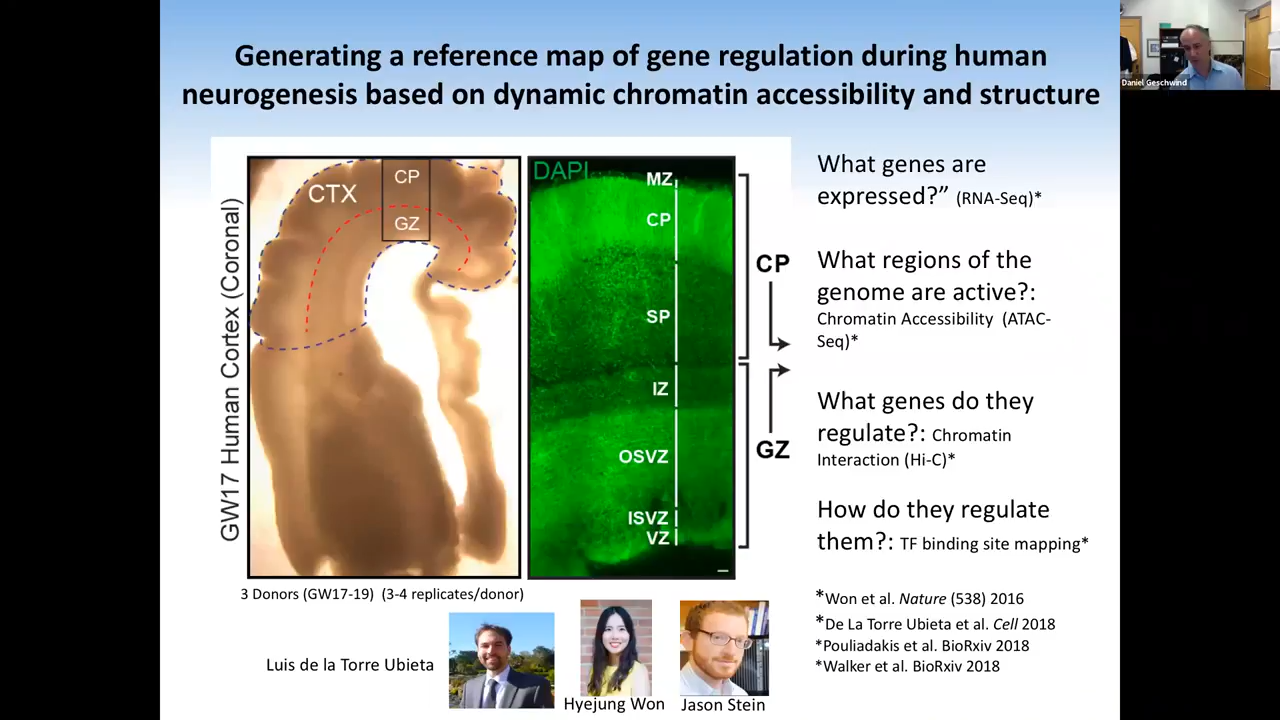 Generating a reference map of gene regulation during human
neurogenesis based on dynamic chromatin accessibility and structure
Daniel Geschwind
GW17 Human Cortex (Coronal)
CTX
CP
GZ
DAPI
MZ
CP
SP
IZ
OSVZ
ISVZ
VZ
CP
GZ
What genes are
expressed?” (RNA-Seq)*
What regions of the
genome are active?:
Chromatin Accessibility (ATAC-
Seq)*
What genes do they
regulate?: Chromatin
Interaction (Hi-C)*
How do they regulate
them?: TF binding site mapping*
3 Donors (GW17-19) (3-4 replicates/donor)
Luis de la Torre Ubieta
Hyejung Won
Jason Stein
*Won et al. Nature (538) 2016
*De La Torre Ubieta et al. Cell 2018
*Pouliadakis et al. BioRxiv 2018
*Walker et al. BioRxiv 2018